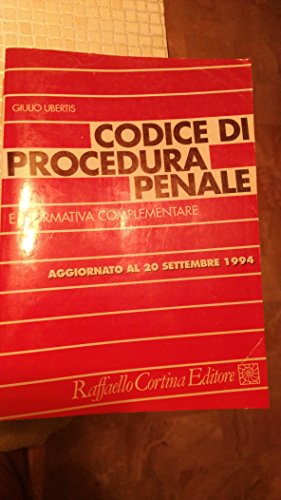 GIULIO UBERTIS
CODICE DI
PROCEDURA
PENALE
E NORMATIVA COMPLEMENTARE
AGGIORNATO AL 20 SETTEMBRE 1994
Raffaello Cortina Editore